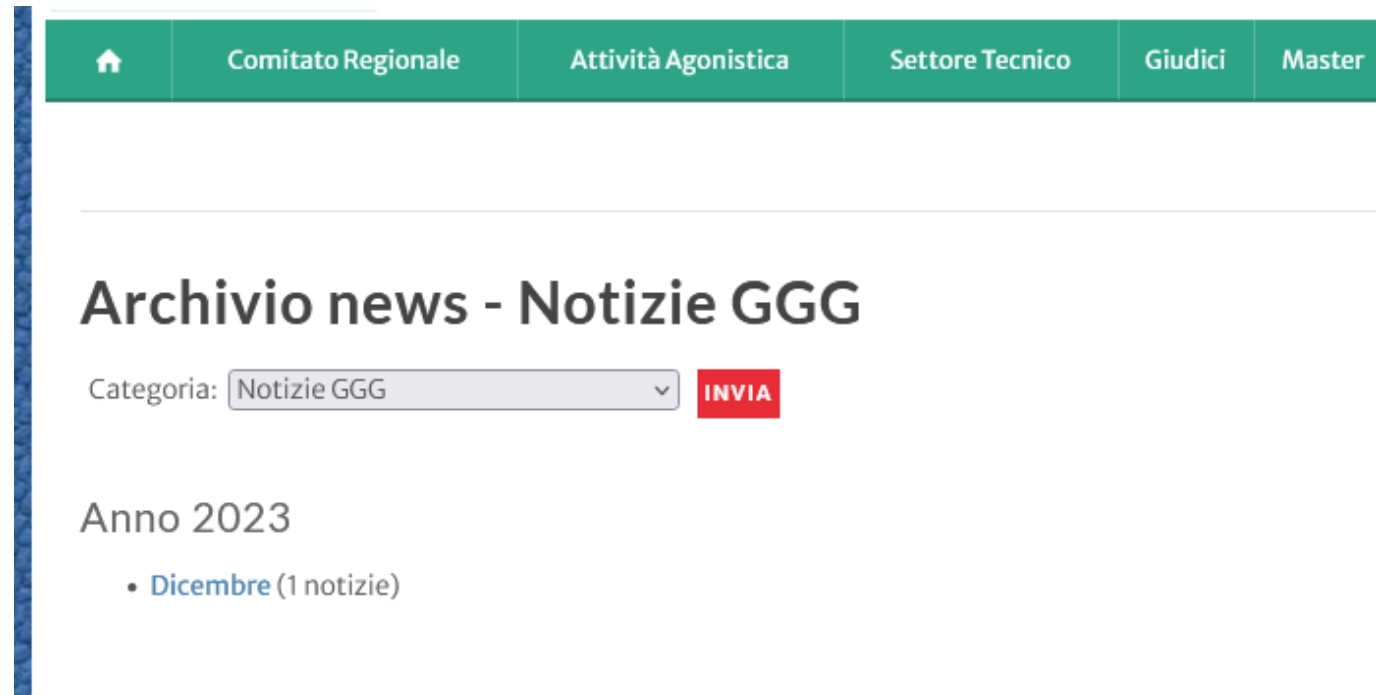 Comitato Regionale Attività Agonistica Settore Tecnico Giudici Master
Archivio news - Notizie GGG
Categoria: Notizie GGG INVIA
Anno 2023
• Dicembre (1 notizie)